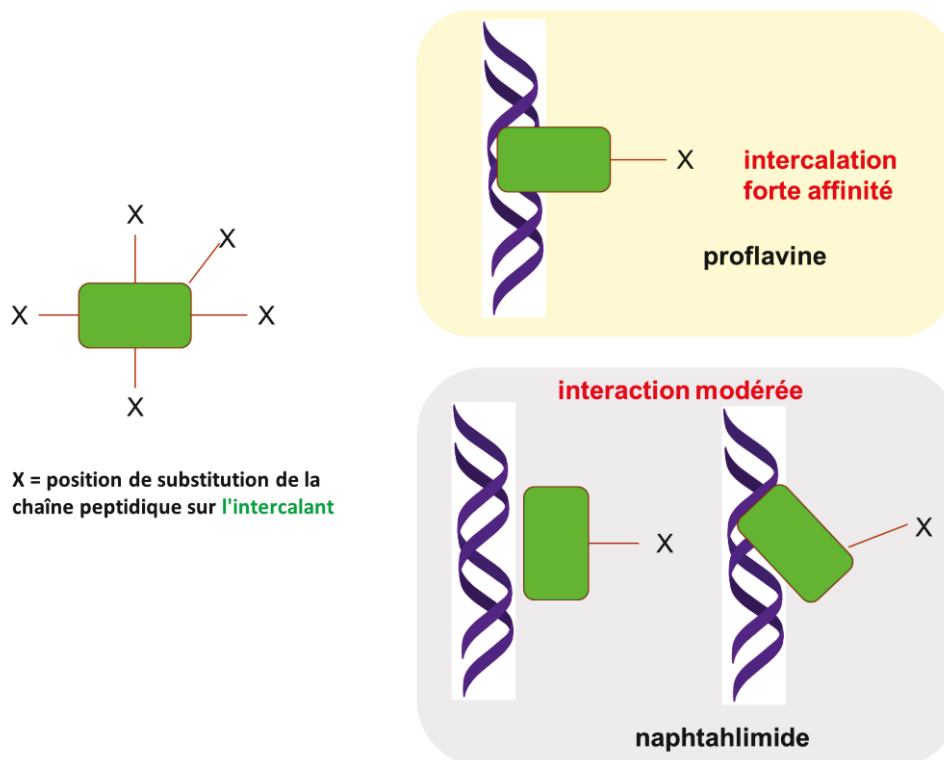 X
X
X
X
X
X = position de substitution de la
chaîne peptidique sur l'intercalant
X
intercalation
forte affinité
proflavine
interaction modérée
X
X
naphtahlimide